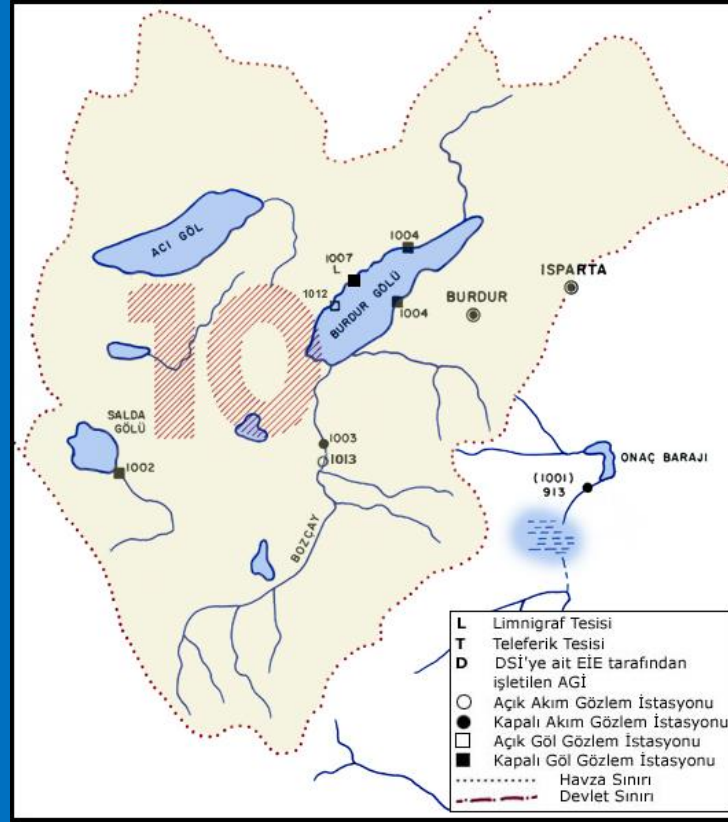 ACI GÖL
10
1004
1007
L
1012
BURDUR GÖLÜ
1004
BURDUR
ISPARTA
SALDA
GÖLÜ
1002
1003
1013
BOZÇAY
ONAÇ BARAJI
(1001)
913
L Limnigraf Tesisi
T Teleferik Tesisi
D DSİ'ye ait EİE tarafından
işletilen AGİ
Açık Akım Gözlem İstasyonu
Kapalı Akım Gözlem İstasyonu
Açık Göl Gözlem İstasyonu
Kapalı Göl Gözlem İstasyonu
Havza Sınırı
Devlet Sınırı